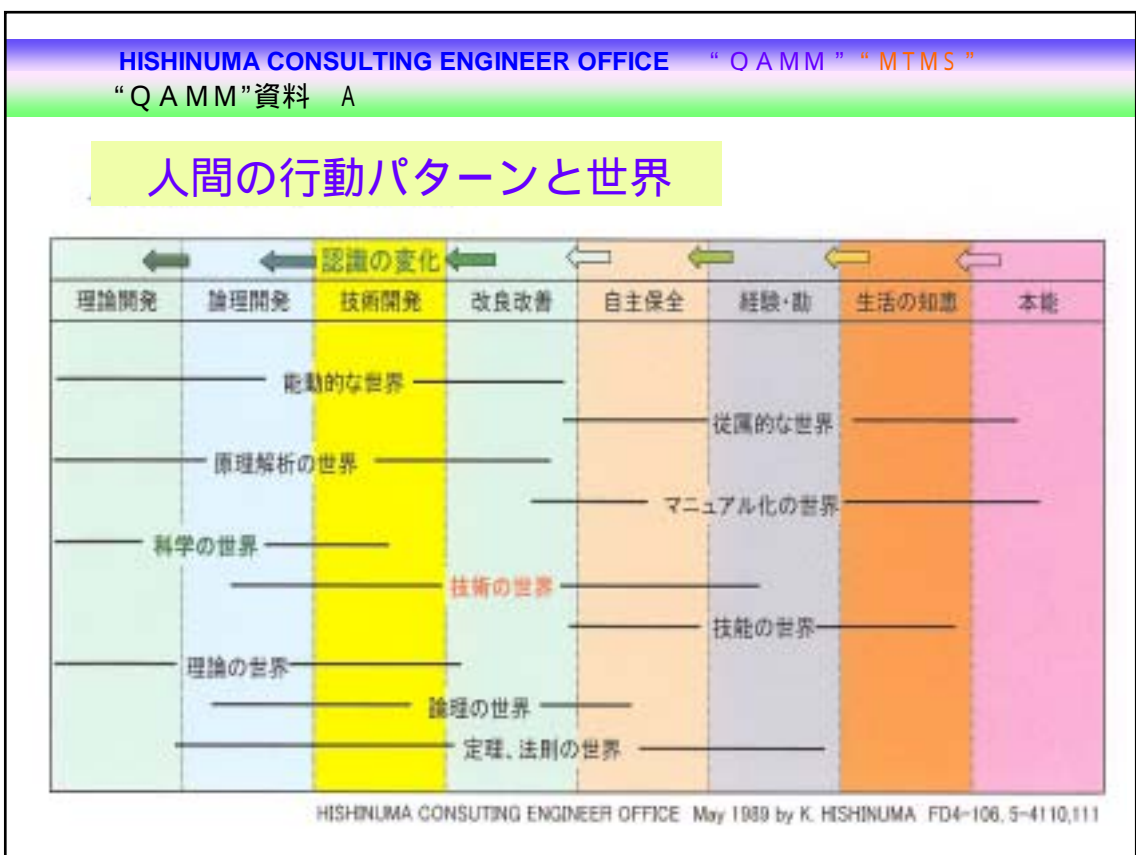 HISHINUMA CONSULTING ENGINEER OFFICE “ＱＡＭＭ” “ＭＴＭＳ”
“ＱＡＭＭ”資料　A
人間の行動パターンと世界
認識の変化
理論開発 論理開発 技術開発 改良改善 自主保全 経験・勘 生活の知恵 本能
能動的な世界
従属的な世界
原理解析の世界
マニュアル化の世界
科学の世界
技術の世界
技能の世界
理論の世界
論理の世界
定理、法則の世界
HISHINUMA CONSUTING ENGINEER OFFICE May 1989 by K. HISHINUMA FD4-106, 5-4110,111